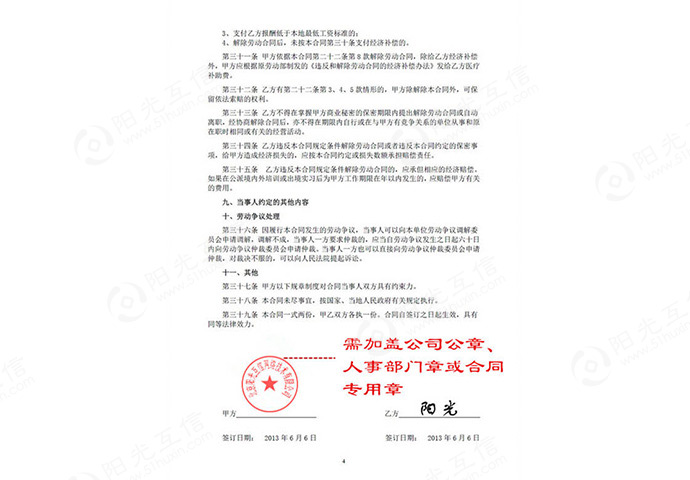 3、支付乙方报酬低于本地最低工资标准的；
4、解除劳动合同后，未按本合同第三十条支付经济补偿的。
第三十一条 甲方依据本合同第二十二条第8款解除劳动合同，除给乙方经济补偿
外，甲方应根据原劳动部制发的《违反和解除劳动合同的经济补偿办法》发给乙方医疗
补助费。
第三十二条 乙方有第二十二条第3、4、5款情形的，甲方除解除本合同外，可保
留依法索赔的权利。
第三十三条 乙方不得在掌握甲方商业秘密的保密期限内提出解除劳动合同或自动
离职，经协商解除合同后，亦不得在期限内自行或在与甲方有竞争关系的单位从事和原
在职时相同或有关的经营活动。
第三十四条 乙方违反本合同规定条件解除劳动合同或者违反本合同约定的保密事
项，给甲方造成经济损失的，应按本合同约定或损失数额承担赔偿责任。
第三十五条 乙方违反本合同规定条件解除劳动合同的，应承担相应的经济赔偿。
如果在公派境内外培训或出境实习后为甲方工作期限在年以内发生的，应赔偿甲方有关
的费用。
九、当事人约定的其他内容
十、劳动争议处理
第三十六条 因履行本合同发生的劳动争议，当事人可以向本单位劳动争议调解委
员会申请调解，调解不成，当事人一方要求仲裁的，应当自劳动争议发生之日起六十日
内向劳动争议仲裁委员会申请仲裁。当事人一方也可以直接向劳动争议仲裁委员会申请
仲裁，对裁决不服的，可以向人民法院提起诉讼。
十一、其他
第三十七条 甲方以下规章制度对合同当事人双方具有约束力。
第三十八条 本合同未尽事宜，按国家、当地人民政府有关规定执行。
第三十九条 本合同一式两份，甲乙双方各执一份。合同自签订之日起生效，具有
同等法律效力。
需加盖公司公章、
人事部门章或合同
专用章
甲方
乙方 阳光
签订日期： 2013年6月6日
签订日期： 2013年6月6日
4
阳光互信